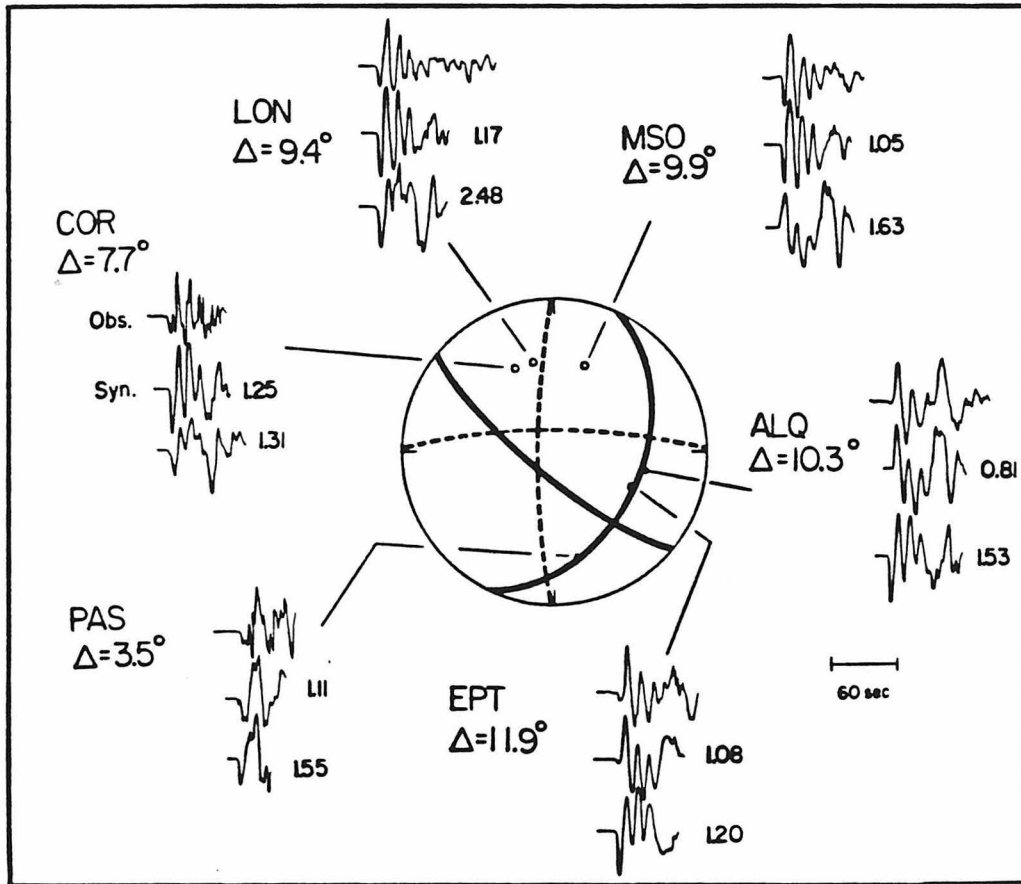 LON
Δ=9.4°
1.17
2.48
MSO
Δ=9.9°
1.05
1.63
COR
Δ=7.7°
Obs.
Syn.
1.25
1.31
ALQ
Δ=10.3°
0.81
1.53
PAS
Δ=3.5°
1.11
1.55
EPT
Δ=11.9°
1.08
1.20
60 sec